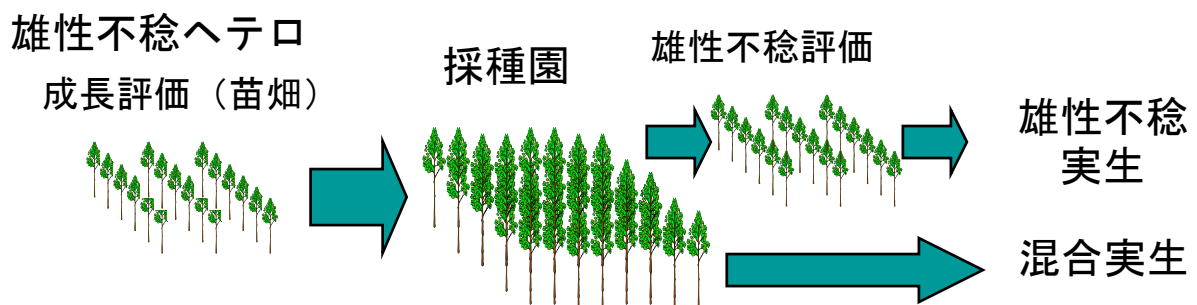 雄性不稔ヘテロ
成長評価（苗畑）
採種園
雄性不稔評価
雄性不稔
実生
混合実生